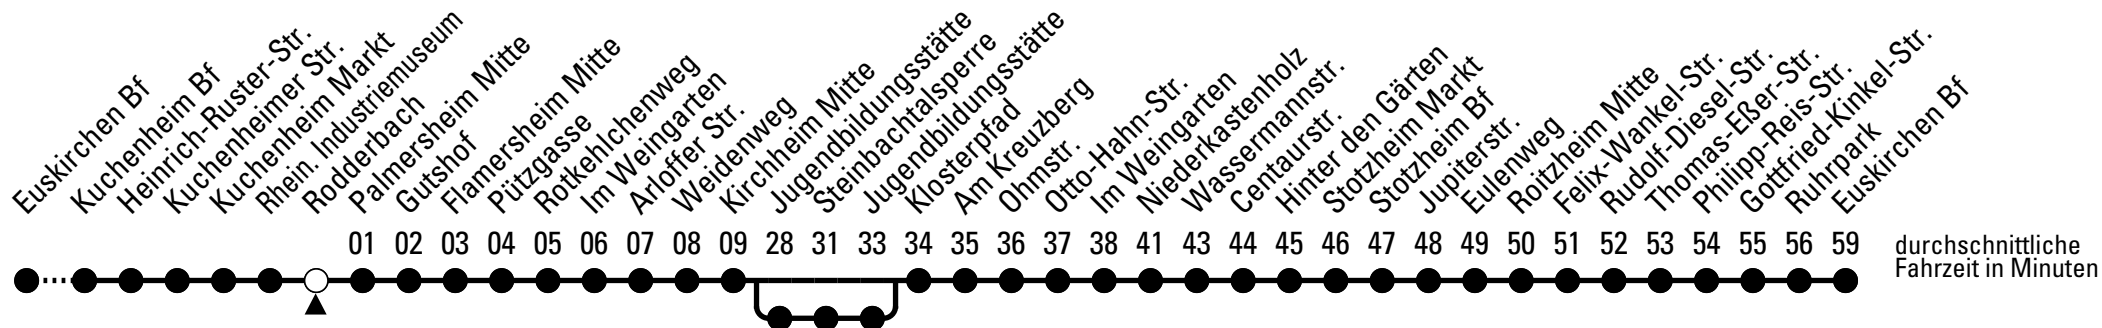 Euskirchen Bf
Kuchenheim Bf
Heinrich-Ruster-Str.
Kuchenheimer Str.
Kuchenheim Markt
Rhein. Industriemuseum
Rodderbach
Palmersheim Mitte
Gutshof
Flamersheim Mitte
Pützgasse
Rotkehlchenweg
Im Weingarten
Arloffer Str.
Weidenweg
Kirchheim Mitte
Jugendbildungsstätte
Steinbachtalsperre
Jugendbildungsstätte
Klosterpfad
Am Kreuzberg
Ohmstr.
Otto-Hahn-Str.
Im Weingarten
Niederkastenholz
Wassermannstr.
Centaurstr.
Hinter den Gärten
Stotzheim Markt
Stotzheim Bf
Jupiterstr.
Eulenweg
Roitzheim Mitte
Felix-Wankel-Str.
Rudolf-Diesel-Str.
Thomas-Eßer-Str.
Philipp-Reis-Str.
Gottfried-Kinkel-Str.
Ruhrpark
Euskirchen Bf
01 02 03 04 05 06 07 08 09 28 31 33 34 35 36 37 38 41 43 44 45 46 47 48 49 50 51 52 53 54 55 56 59
durchschnittliche
Fahrzeit in Minuten